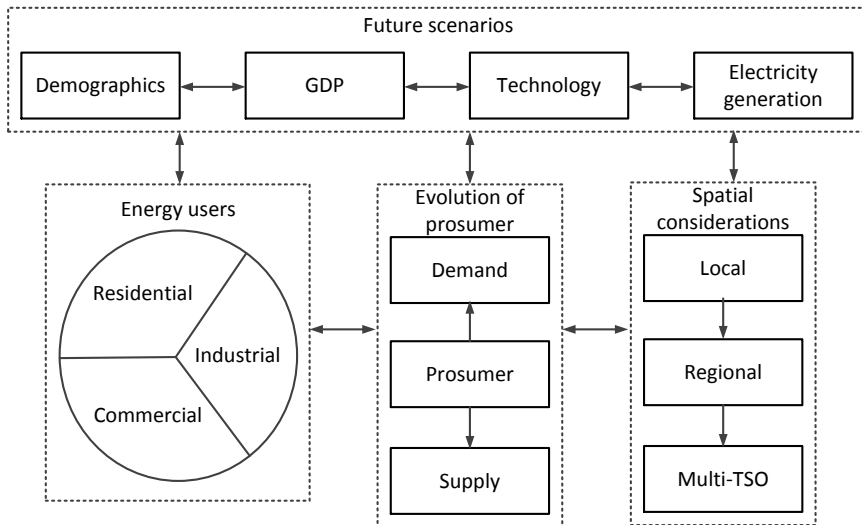 Future scenarios
Demographics
GDP
Technology
Electricity
generation
Energy users
Residential
Industrial
Commercial
Evolution of
prosumer
Demand
Prosumer
Supply
Spatial
considerations
Local
Regional
Multi-TSO